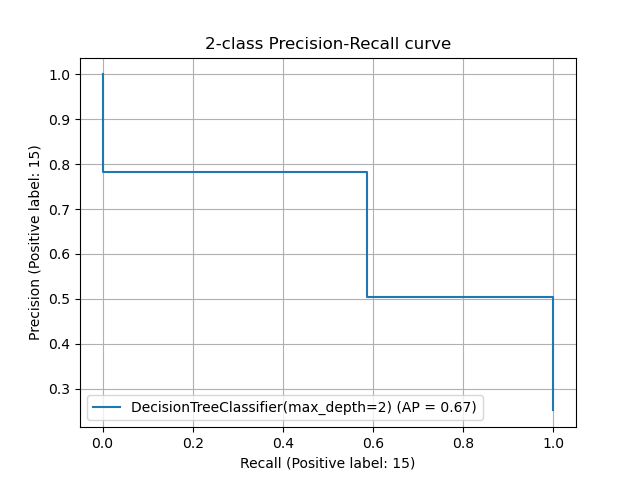 2-class Precision-Recall curve
Precision (Positive label: 15)
1.0
0.9
0.8
0.7
0.6
0.5
0.4
0.3
DecisionTreeClassifier(max_depth=2) (AP = 0.67)
0.0 0.2 0.4 0.6 0.8 1.0
Recall (Positive label: 15)